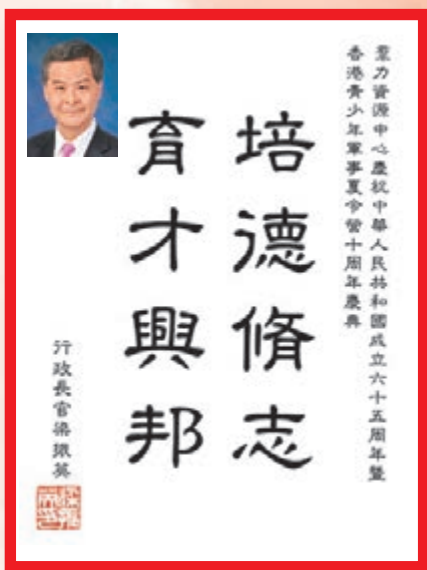 羣力資源中心慶祝中華人民共和國成立六十五周年暨
香港青少年軍事夏令營十周年慶典
培德脩志
育才興邦
行政長官梁振英